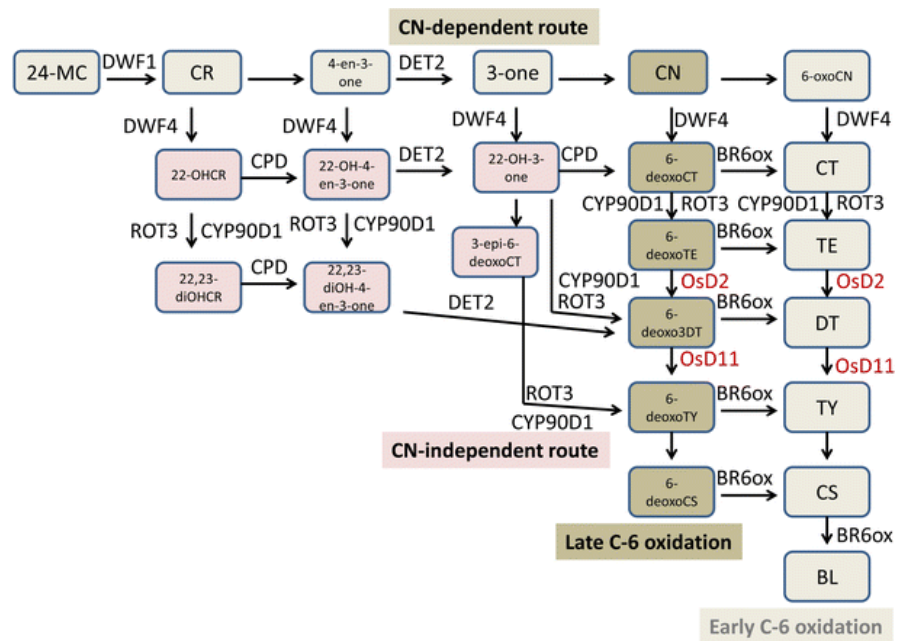 CN-dependent route
24-MC
DWF1
CR
4-en-3-
one
DET2
3-one
CN
6-oxoCN
DWF4
DWF4
DWF4
DWF4
DWF4
22-OHCR
CPD
22-OH-4-
en-3-one
DET2
22-OH-3-
one
CPD
6-
deoxoCT
BR6ox
CT
ROT3
CYP90D1
ROT3
CYP90D1
CYP90D1
ROT3
CYP90D1
ROT3
3-epi-6-
deoxoCT
6-
deoxoTE
BR6ox
TE
22,23-
diOHCR
CPD
22,23-
diOH-4-
en-3-one
DET2
CYP90D1
ROT3
OsD2
OsD2
6-
deoxo3DT
BR6ox
DT
OsD11
OsD11
ROT3
CYP90D1
6-
deoxoTY
BR6ox
TY
CN-independent route
6-
deoxoCS
BR6ox
CS
Late C-6 oxidation
BR6ox
BL
Early C-6 oxidation